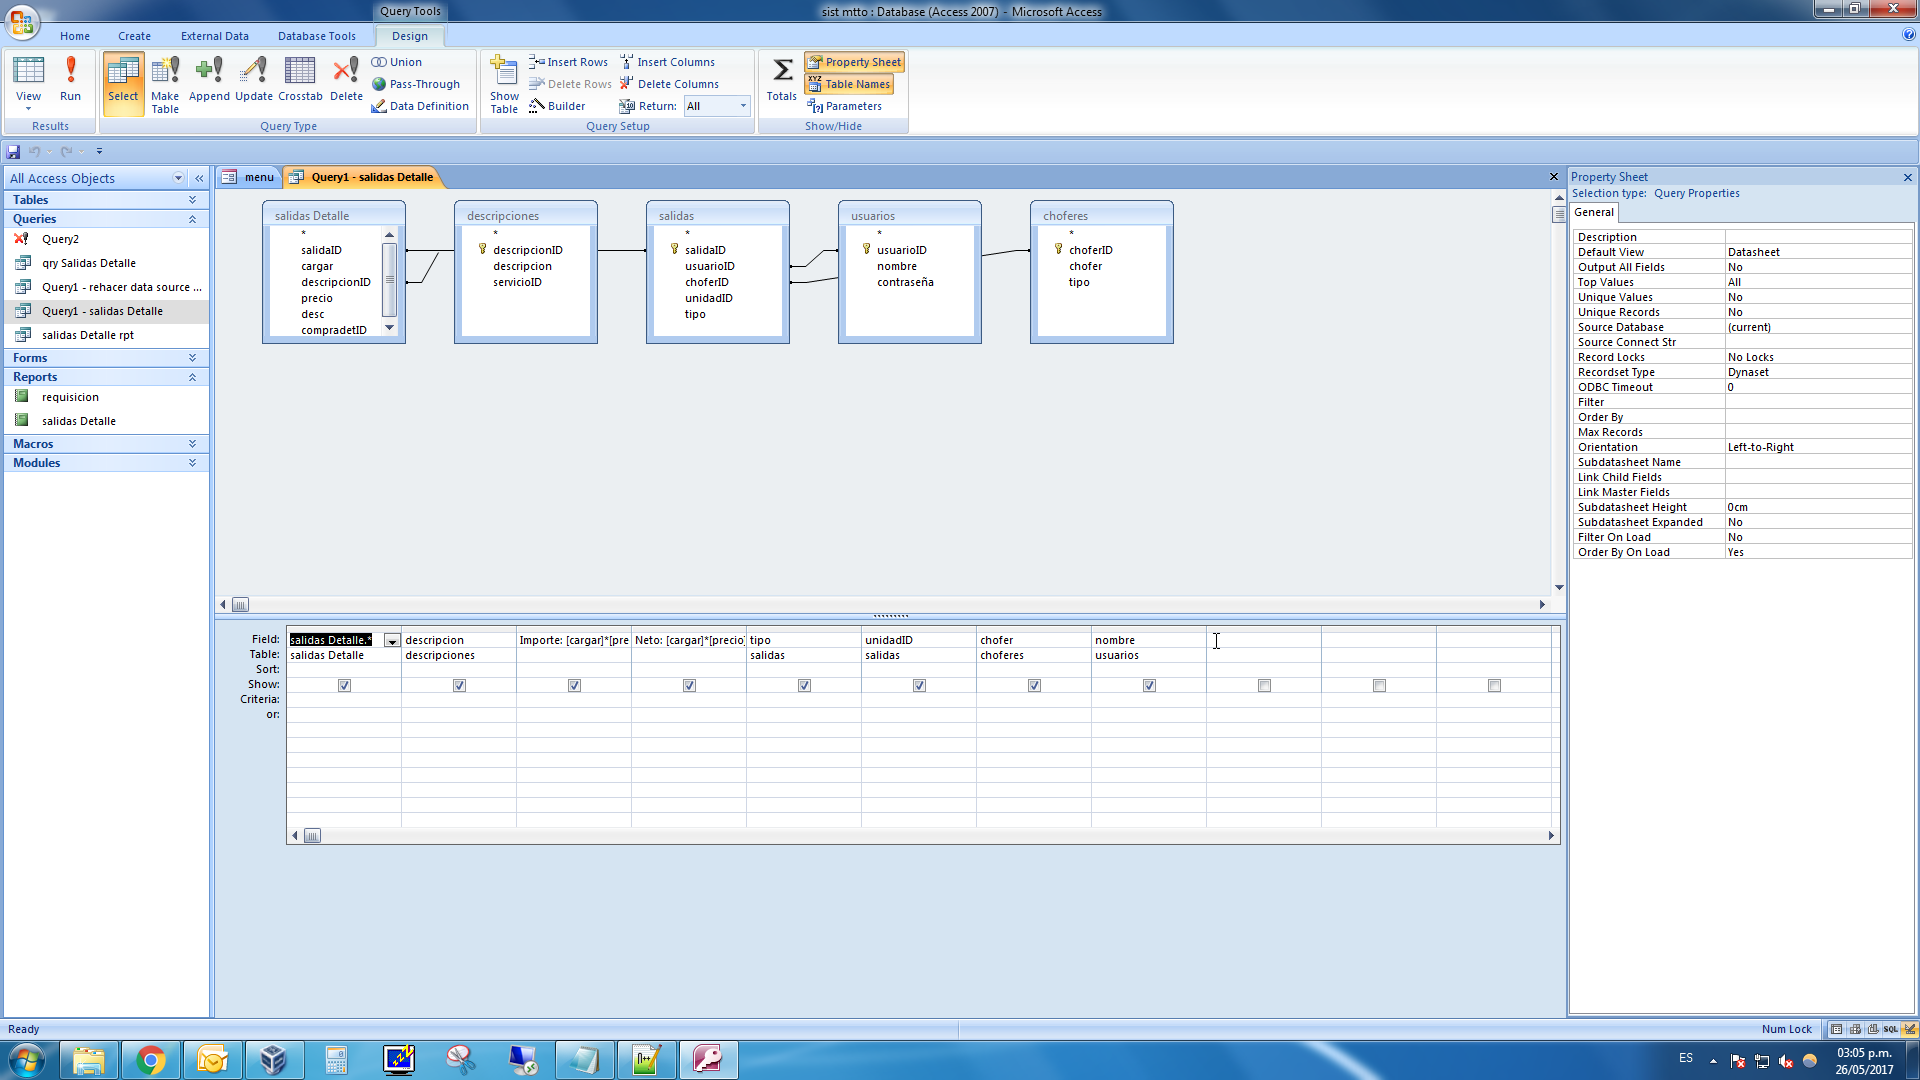 Query Tools
sist mtto : Database (Access 2007) - Microsoft Access
Home Create External Data Database Tools Design
View Run Select Make Table Append Update Crosstab Delete
Union
Pass-Through
Data Definition
Show Table
Insert Rows
Delete Rows
Builder
Insert Columns
Delete Columns
Return: All
Totals
Property Sheet
Table Names
Parameters
Results Query Type Query Setup Show/Hide
All Access Objects
Tables
Queries
Query2
qry Salidas Detalle
Query1 - rehacer data source ...
Query1 - salidas Detalle
salidas Detalle rpt
Forms
Reports
requisicion
salidas Detalle
Macros
Modules
menu
Query1 - salidas Detalle
salidas Detalle
*
salidaID
cargar
descripcionID
precio
desc
compradetID
descripciones
*
descripcionID
descripcion
servicioID
salidas
*
salidaID
usuarioID
choferID
unidadID
tipo
usuarios
*
usuarioID
nombre
contraseña
choferes
*
choferID
chofer
tipo
Field: salidas Detalle.* descripcion Importe: [cargar]*[pre Neto: [cargar]*[precio] tipo unidadID chofer nombre
Table: salidas Detalle descripciones salidas salidas choferes usuarios
Sort:
Show:
Criteria:
or:
Property Sheet
Selection type: Query Properties
General
Description
Default View Datasheet
Output All Fields No
Top Values All
Unique Values No
Unique Records No
Source Database (current)
Source Connect Str
Record Locks No Locks
Recordset Type Dynaset
ODBC Timeout 0
Filter
Order By
Max Records
Orientation Left-to-Right
Subdatasheet Name
Link Child Fields
Link Master Fields
Subdatasheet Height 0cm
Subdatasheet Expanded No
Filter On Load No
Order By On Load Yes
Ready
Num Lock
SQL
ES
03:05 p.m.
26/05/2017